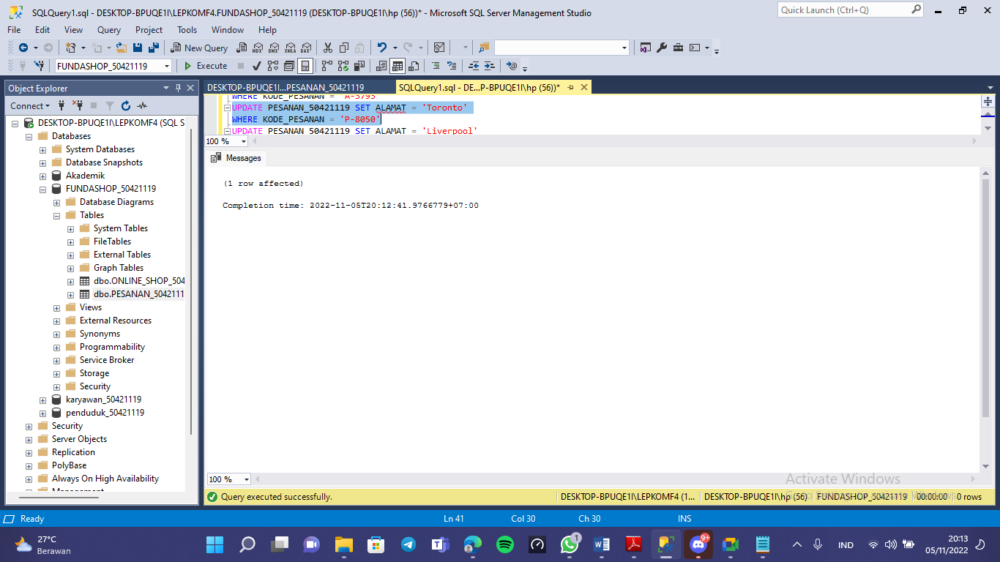 SQLQuery1.sql - DESKTOP-BPUQE1I\LEPKOMF4.FUNDASHOP_50421119 (DESKTOP-BPUQE1I\hp (56))* - Microsoft SQL Server Management Studio
Quick Launch (Ctrl+Q)
File Edit View Query Project Tools Window Help
New Query
MDX DMX XMLA DAX
FUNDASHOP_50421119
Execute
Object Explorer
Connect
DESKTOP-BPUQE1I\LEPKOMF4 (SQL S
Databases
System Databases
Database Snapshots
Akademik
FUNDASHOP_50421119
Database Diagrams
Tables
System Tables
FileTables
External Tables
Graph Tables
dbo.ONLINE_SHOP_504
dbo.PESANAN_5042111
Views
External Resources
Synonyms
Programmability
Service Broker
Storage
Security
karyawan_50421119
penduduk_50421119
Security
Server Objects
Replication
PolyBase
Always On High Availability
Management
DESKTOP-BPUQE1I...PESANAN_50421119
SQLQuery1.sql - DE...P-BPUQE1I\hp (56))*
WHERE KODE_PESANAN = 'A-3793'
UPDATE PESANAN_50421119 SET ALAMAT = 'Toronto'
WHERE KODE_PESANAN = 'P-8050'
UPDATE PESANAN_50421119 SET ALAMAT = 'Liverpool'
100 %
Messages
(1 row affected)
Completion time: 2022-11-05T20:12:41.9766779+07:00
100 %
Activate Windows
Query executed successfully.
DESKTOP-BPUQE1I\LEPKOMF4 (1... DESKTOP-BPUQE1I\hp (56) FUNDASHOP_50421119 00:00:00 0 rows
Ready
Ln 41 Col 30 Ch 30 INS
27°C
Berawan
1
9+
IND
20:13
05/11/2022